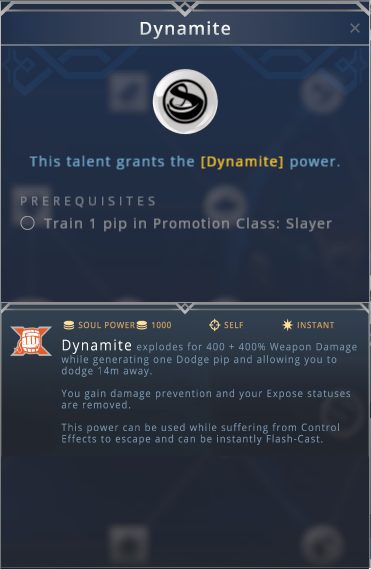 Dynamite
This talent grants the [Dynamite] power.
PREREQUISITES
Train 1 pip in Promotion Class: Slayer
SOUL POWER 1000 SELF INSTANT
Dynamite explodes for 400 + 400% Weapon Damage
while generating one Dodge pip and allowing you to
dodge 14m away.
You gain damage prevention and your Expose statuses
are removed.
This power can be used while suffering from Control
Effects to escape and can be instantly Flash-Cast.